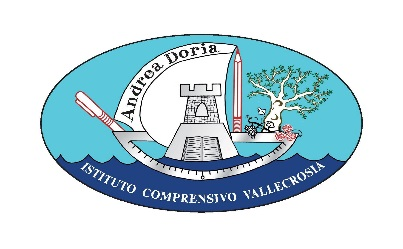 Andrea Doria
ISTITUTO COMPRENSIVO VALLECROSIA